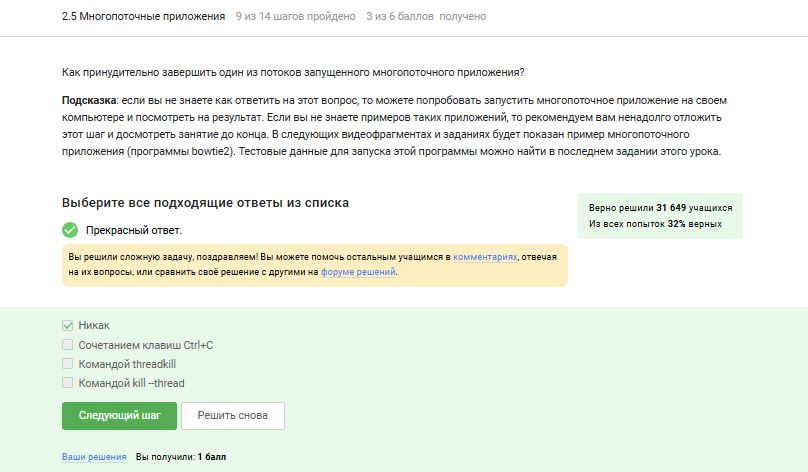 2.5 Многопоточные приложения 9 из 14 шагов пройдено 3 из 6 баллов получено
Как принудительно завершить один из потоков запущенного многопоточного приложения?
Подсказка: если вы не знаете как ответить на этот вопрос, то можете попробовать запустить многопоточное приложение на своем
компьютере и посмотреть на результат. Если вы не знаете примеров таких приложений, то рекомендуем вам ненадолго отложить
этот шаг и досмотреть занятие до конца. В следующих видеофрагментах и заданиях будет показан пример многопоточного
приложения (программы bowtie2). Тестовые данные для запуска этой программы можно найти в последнем задании этого урока.
Выберите все подходящие ответы из списка
Прекрасный ответ.
Верно решили 31 649 учащихся
Из всех попыток 32% верных
Вы решили сложную задачу, поздравляем! Вы можете помочь остальным учащимся в комментариях, отвечая
на их вопросы, или сравнить своё решение с другими на форуме решений.
Никак
Сочетанием клавиш Ctrl+C
Командой threadkill
Командой kill --thread
Следующий шаг
Решить снова
Ваши решения Вы получили: 1 балл